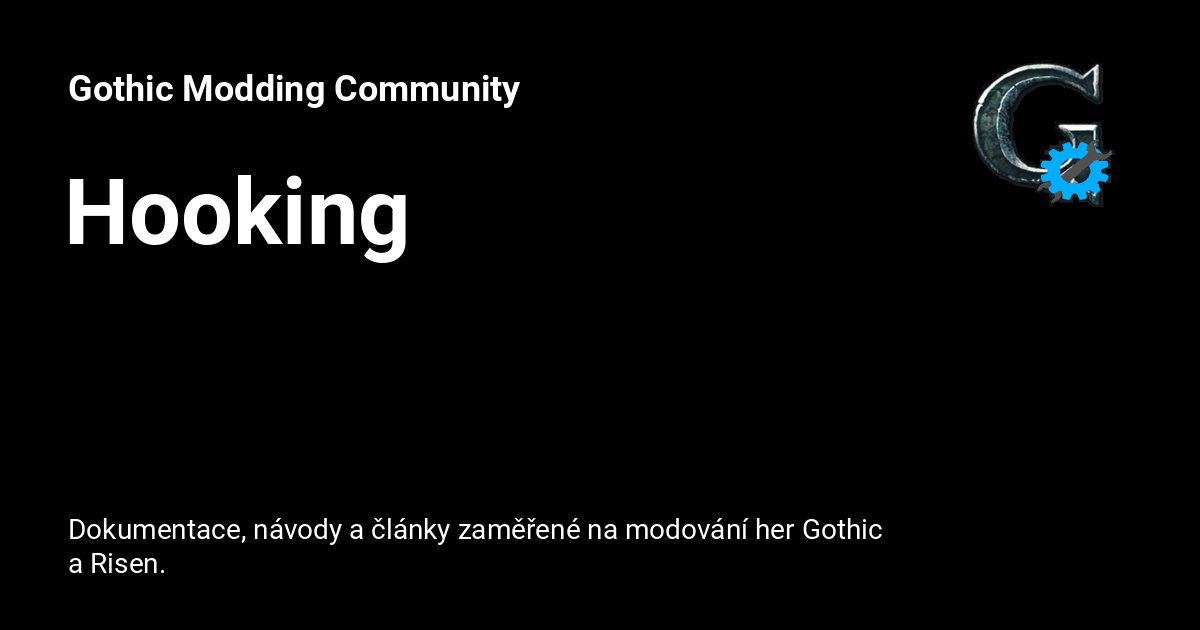 Gothic Modding Community
Hooking
Dokumentace, návody a články zaměřené na modování her Gothic
a Risen.